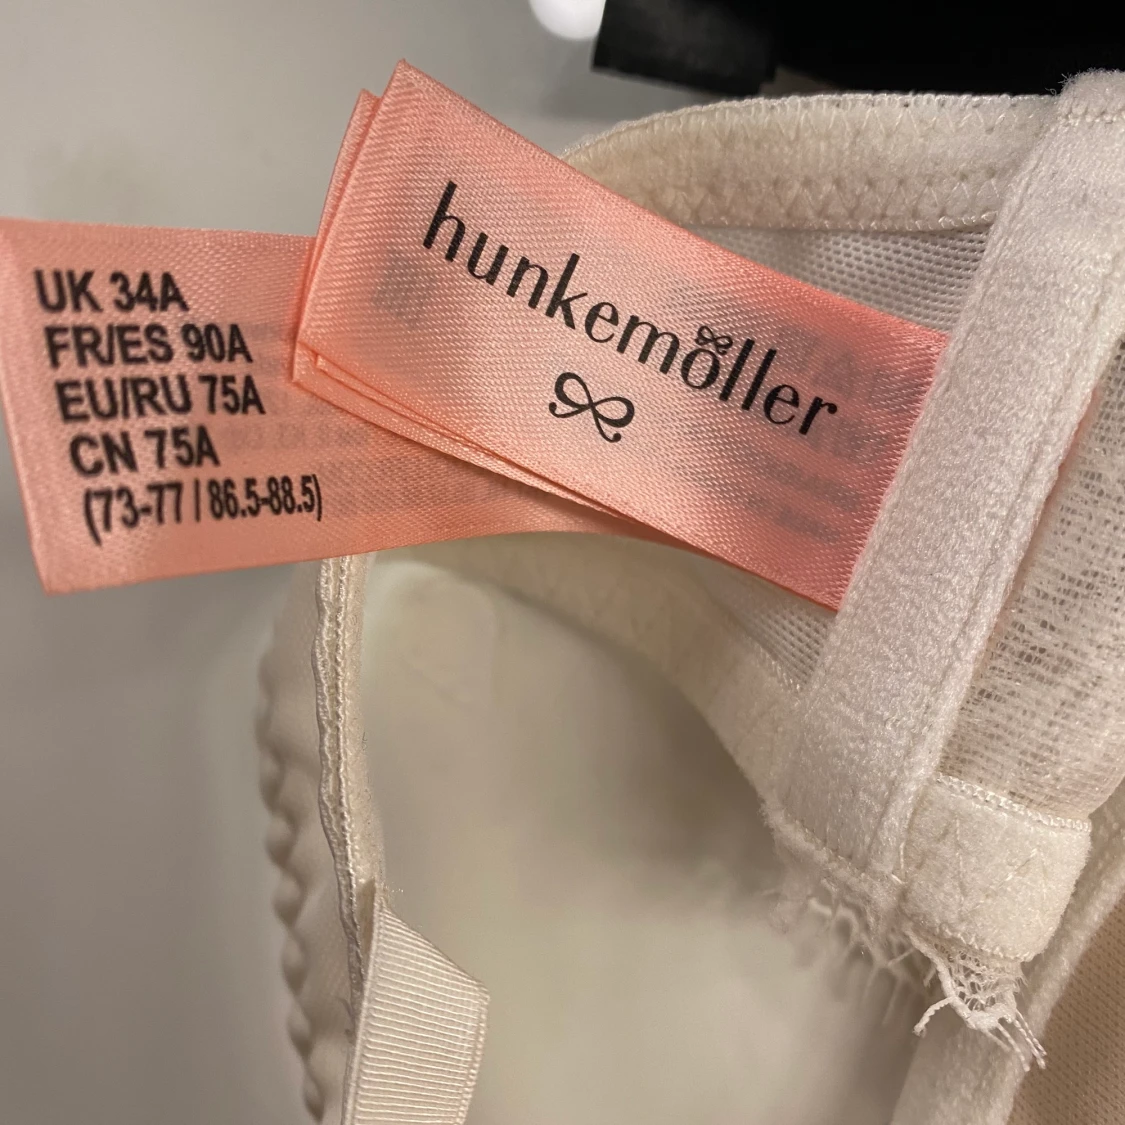 hunkemöller
UK 34A
FR/ES 90A
EU/RU 75A
CN 75A
(73-77 / 86.5-88.5)